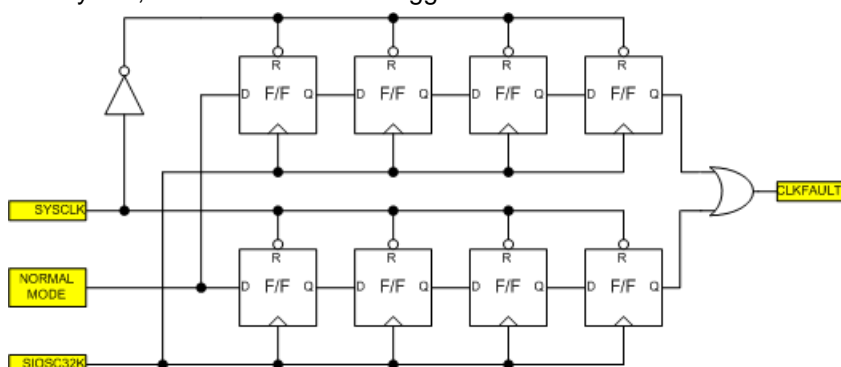 R R R R
D F/F Q D F/F Q D F/F Q D F/F Q
CLKFAULT
SYSCLK
R R R R
NORMAL
MODE
D F/F Q D F/F Q D F/F Q D F/F Q
SIOSC32K